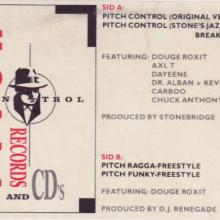 CONTROL
RECORDS
AND CD's
SID A:
PITCH CONTROL (ORIGINAL VE
PITCH CONTROL (STONE'S JAZ
BREAK
FEATURING: DOUGE ROXIT
AXL T
DAYEENE
DR. ALBAN + KEV
CARBOO
CHUCK ANTHON
PRODUCED BY STONEBRIDGE
SID B:
PITCH RAGGA-FREESTYLE
PITCH FUNKY-FREESTYLE
FEATURING: DOUGE ROXIT
PRODUCED BY D.J. RENEGADE